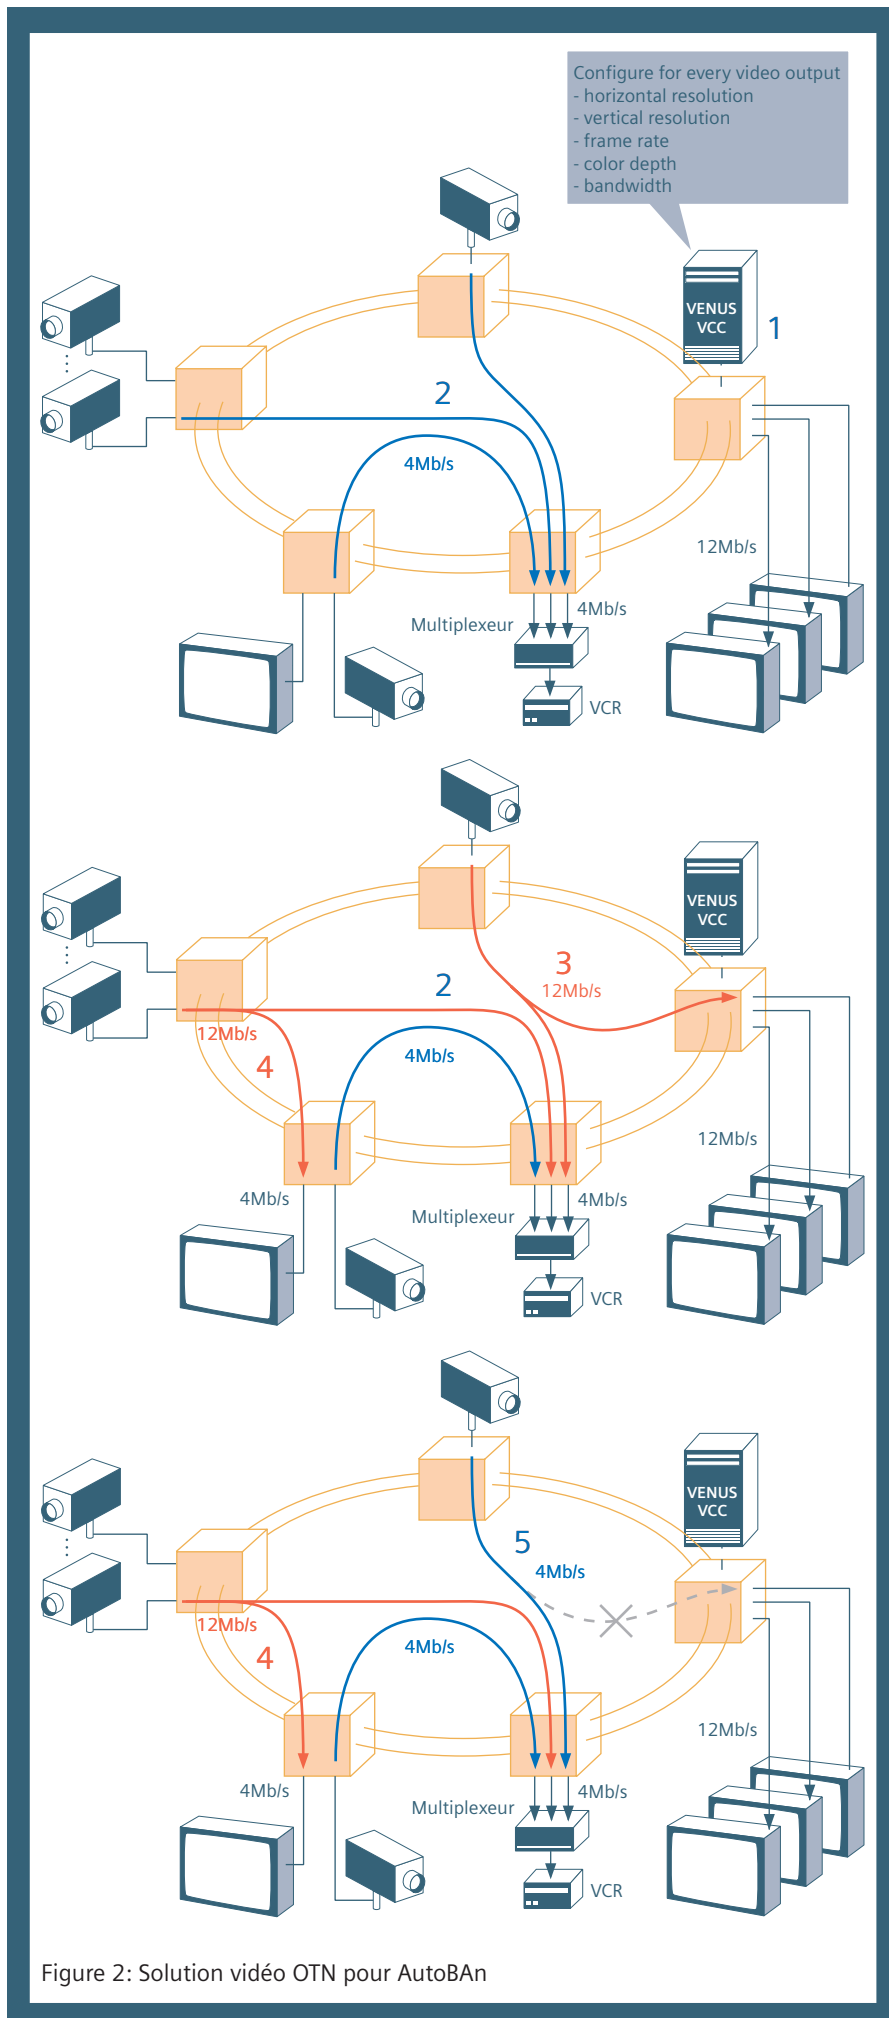 Configure for every video output
- horizontal resolution
- vertical resolution
- frame rate
- color depth
- bandwidth
VENUS
VCC
1
2
4Mb/s
12Mb/s
4Mb/s
Multiplexeur
VCR
VENUS
VCC
3
12Mb/s
2
12Mb/s
4
4Mb/s
12Mb/s
4Mb/s
4Mb/s
Multiplexeur
VCR
VENUS
VCC
5
4Mb/s
12Mb/s
4
4Mb/s
12Mb/s
4Mb/s
4Mb/s
Multiplexeur
VCR
Figure 2: Solution vidéo OTN pour AutoBAn